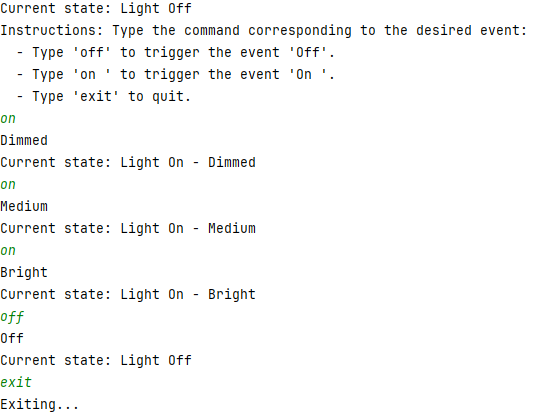 Current state: Light Off
Instructions: Type the command corresponding to the desired event:
  - Type 'off' to trigger the event 'Off'.
  - Type 'on ' to trigger the event 'On '.
  - Type 'exit' to quit.
on
Dimmed
Current state: Light On - Dimmed
on
Medium
Current state: Light On - Medium
on
Bright
Current state: Light On - Bright
off
Off
Current state: Light Off
exit
Exiting...